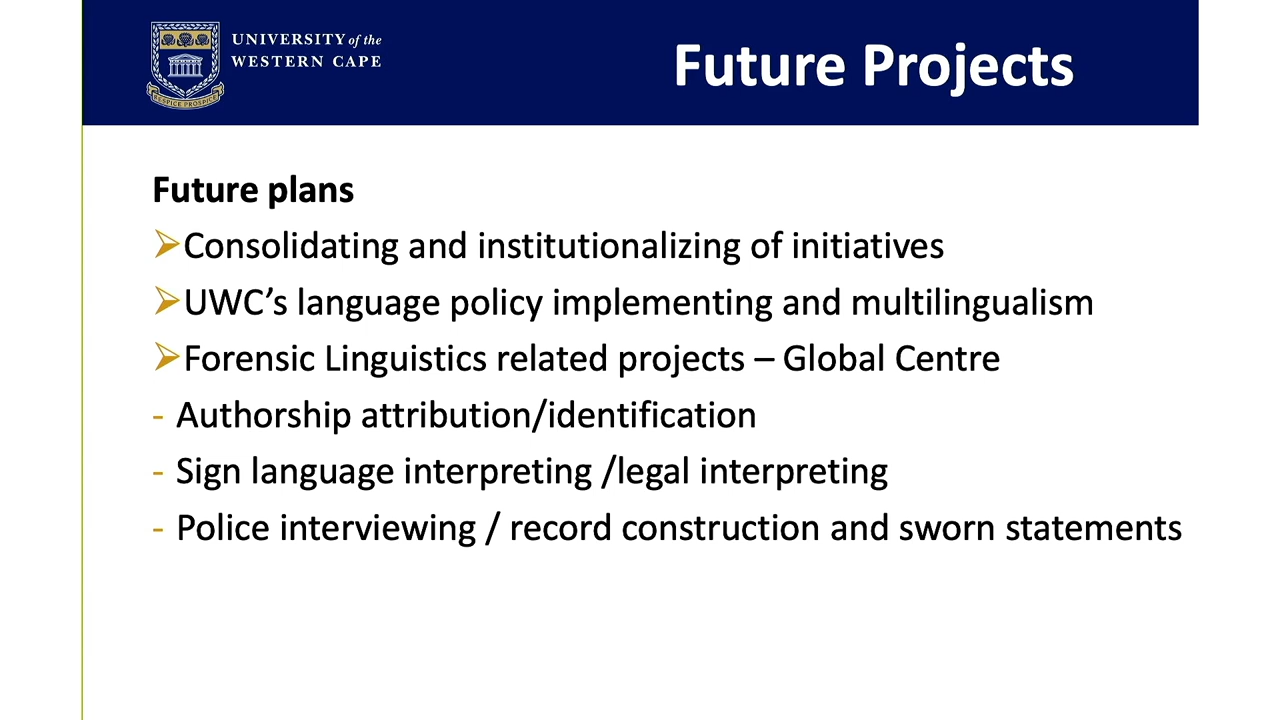 UNIVERSITY of the
WESTERN CAPE
RESPICE PROSPICE
Future Projects
Future plans
➢Consolidating and institutionalizing of initiatives
➢UWC’s language policy implementing and multilingualism
➢Forensic Linguistics related projects – Global Centre
- Authorship attribution/identification
- Sign language interpreting /legal interpreting
- Police interviewing / record construction and sworn statements